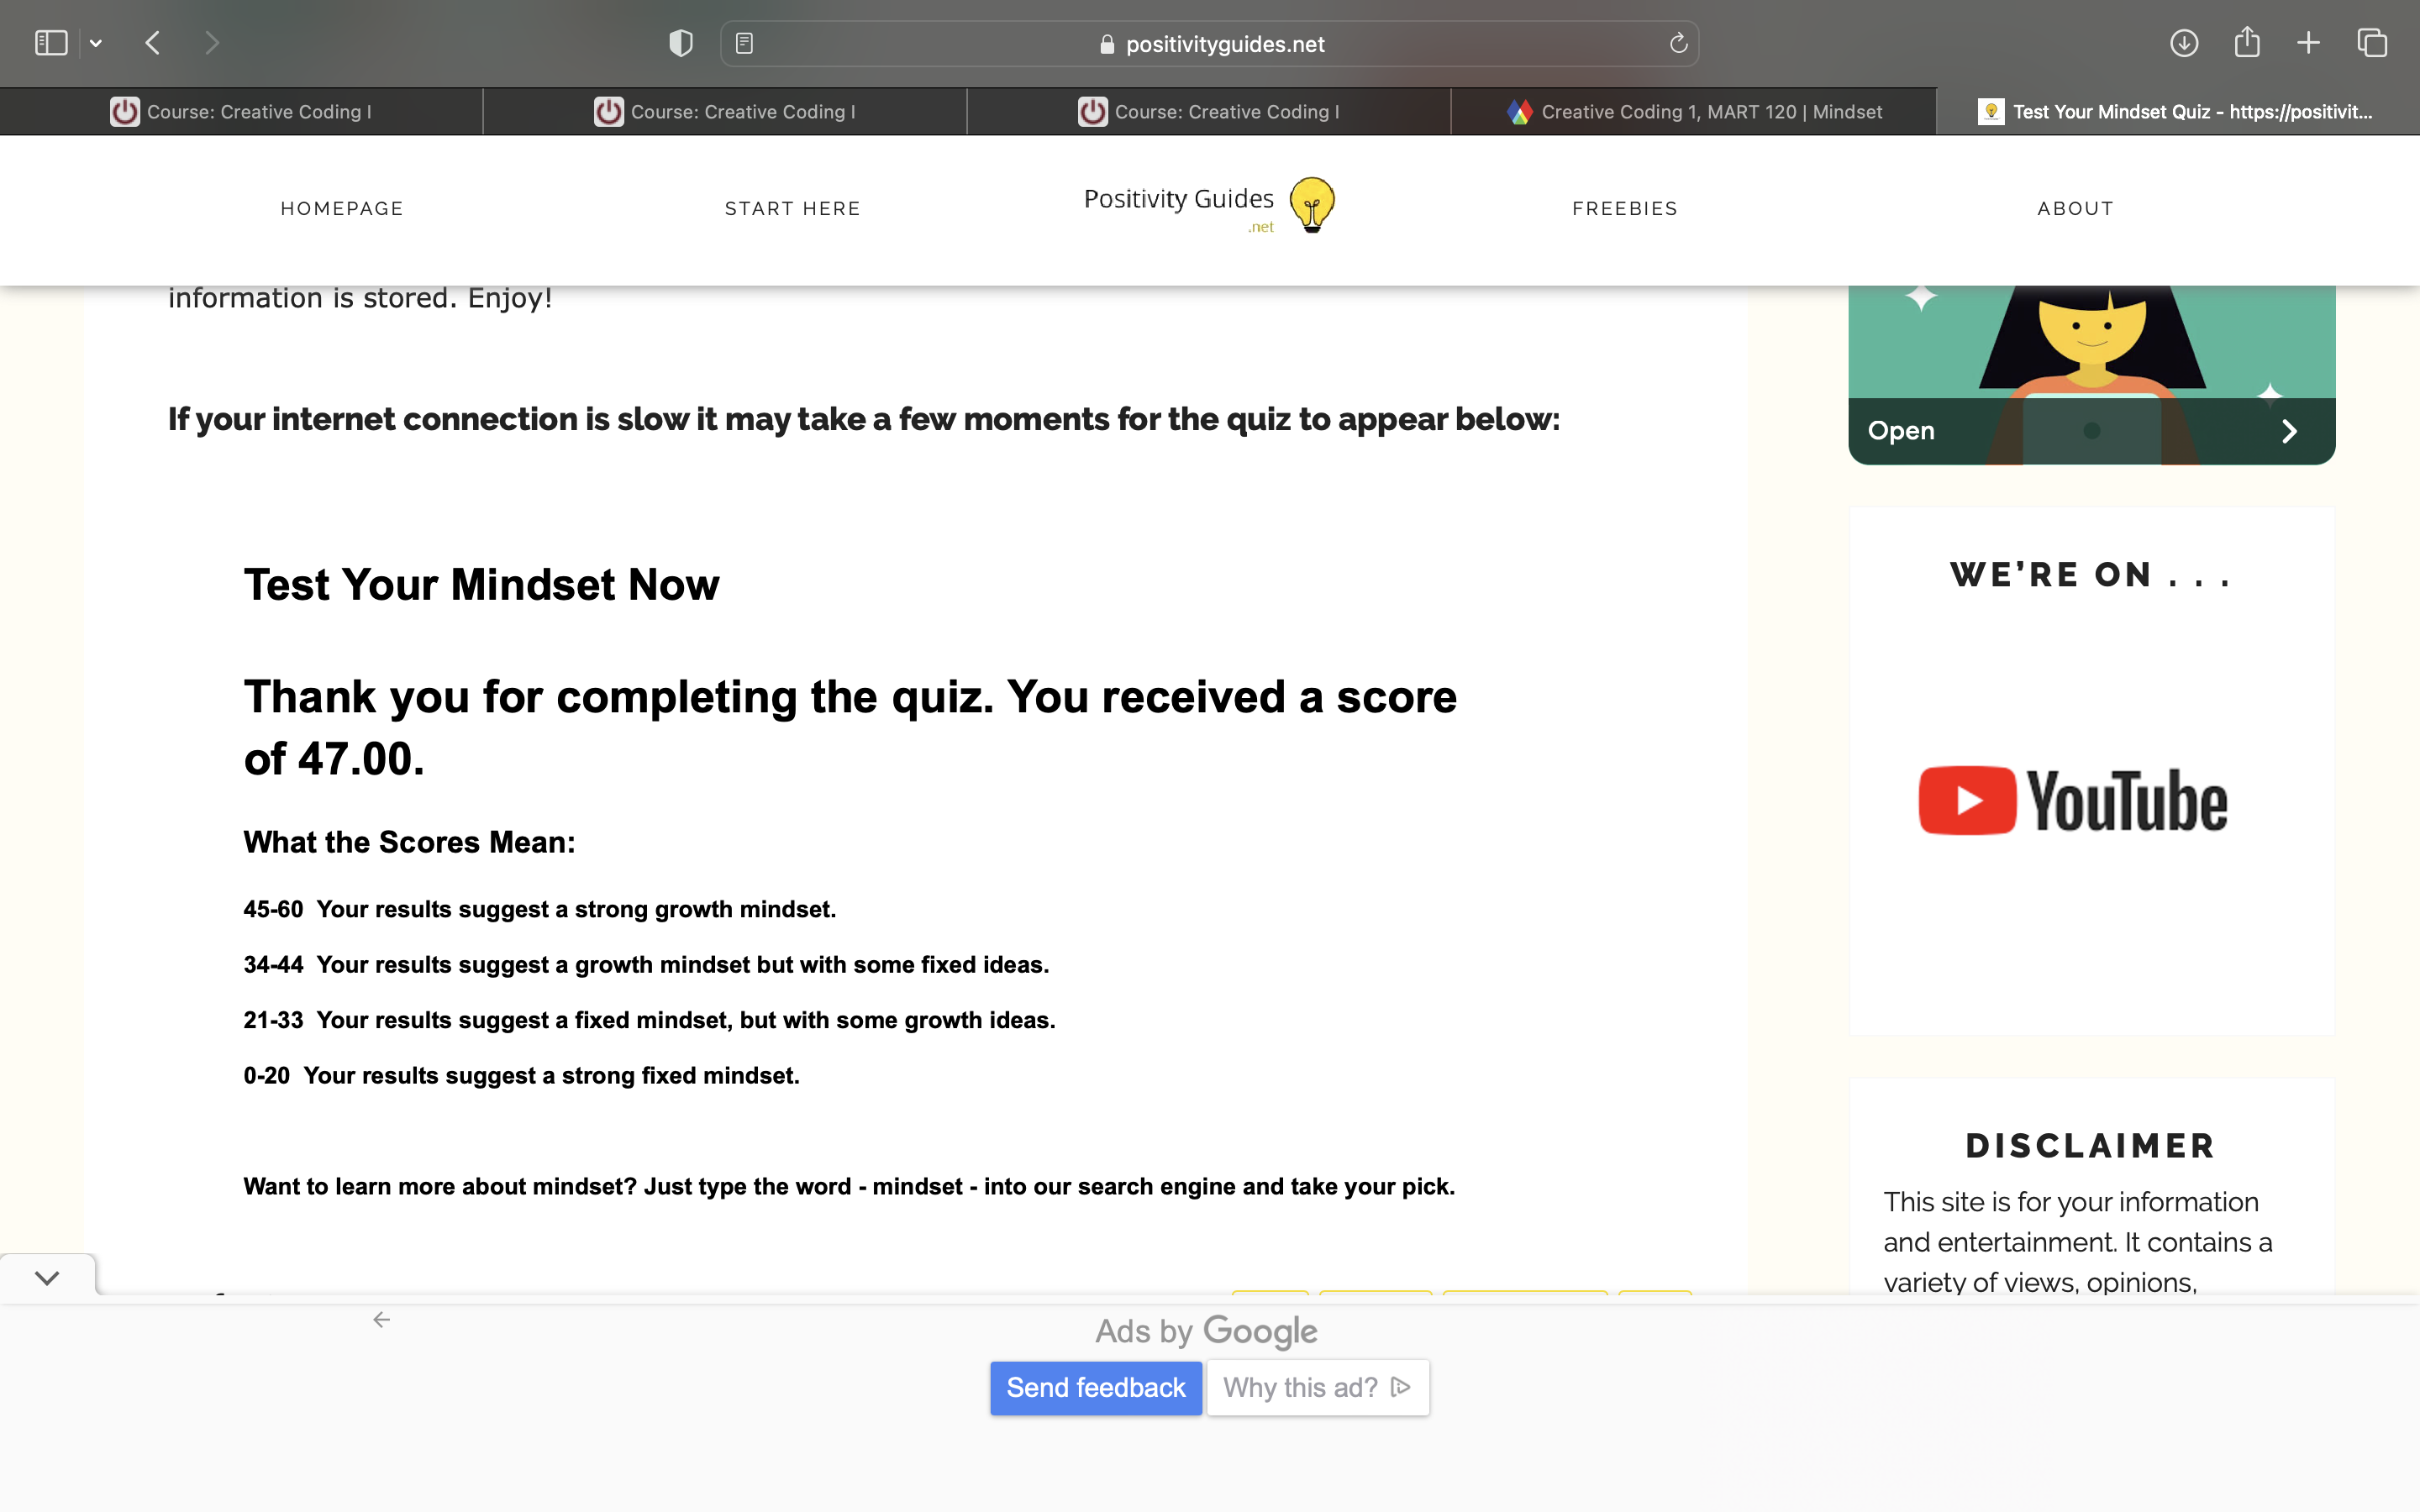 positivityguides.net
Course: Creative Coding I
Course: Creative Coding I
Course: Creative Coding I
Creative Coding 1, MART 120 | Mindset
Test Your Mindset Quiz - https://positivit...
HOMEPAGE
START HERE
Positivity Guides
.net
FREEBIES
ABOUT
information is stored. Enjoy!
If your internet connection is slow it may take a few moments for the quiz to appear below:
Test Your Mindset Now
Thank you for completing the quiz. You received a score
of 47.00.
What the Scores Mean:
45-60 Your results suggest a strong growth mindset.
34-44 Your results suggest a growth mindset but with some fixed ideas.
21-33 Your results suggest a fixed mindset, but with some growth ideas.
0-20 Your results suggest a strong fixed mindset.
Want to learn more about mindset? Just type the word - mindset - into our search engine and take your pick.
Open
WE'RE ON . . .
YouTube
DISCLAIMER
This site is for your information
and entertainment. It contains a
variety of views, opinions,
Ads by Google
Send feedback
Why this ad?